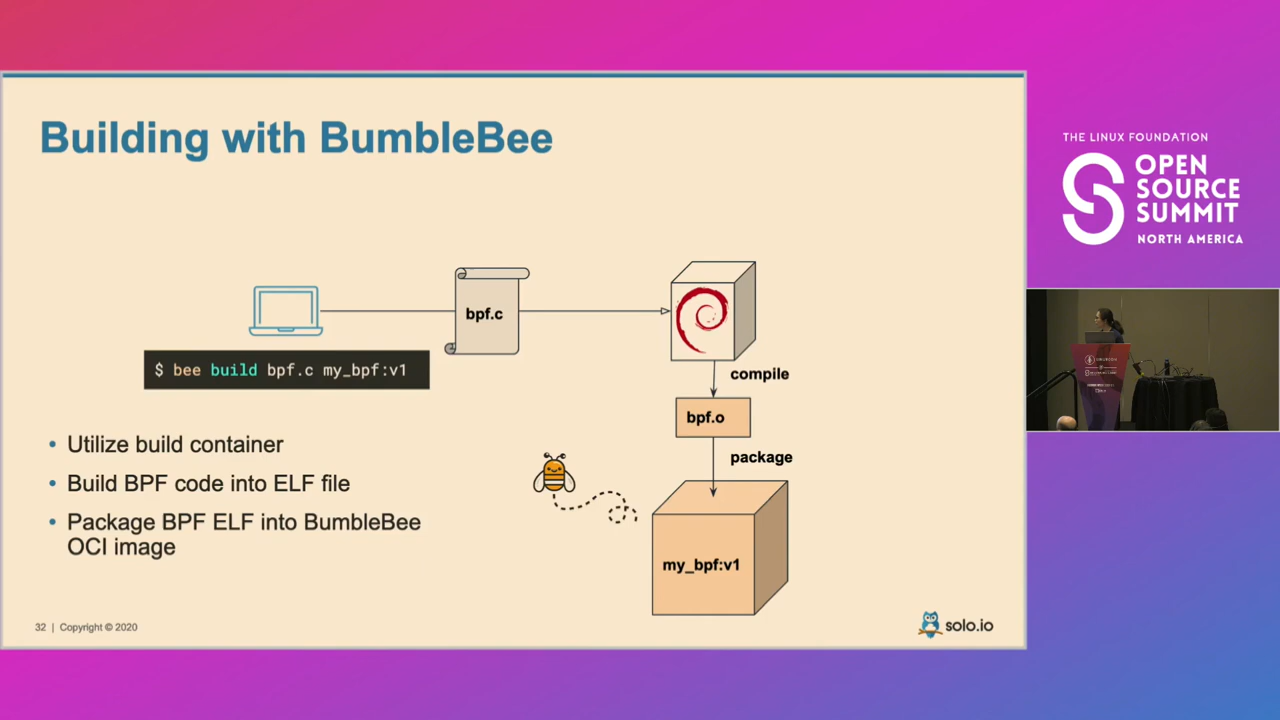 Building with BumbleBee
bpf.c
$ bee build bpf.c my_bpf:v1
compile
bpf.o
package
my_bpf:v1
• Utilize build container
• Build BPF code into ELF file
• Package BPF ELF into BumbleBee
OCI image
32 | Copyright © 2020
solo.io
THE LINUX FOUNDATION
OPEN
SOURCE
SUMMIT
NORTH AMERICA